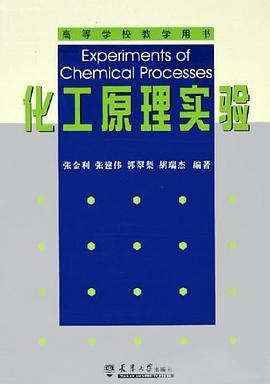 高等学校教学用书
Experiments of
Chemical Processes
化工原理实验
张金利 张建伟 郭翠梨 胡瑞杰 编著
天津大学出版社